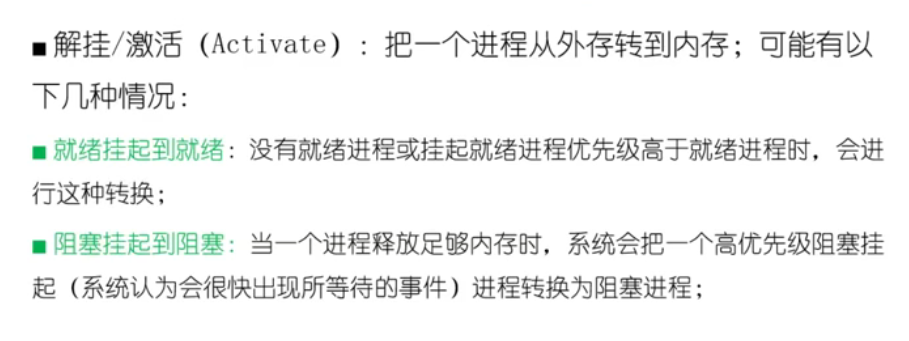 ■ 解挂/激活（Activate）：把一个进程从外存转到内存；可能有以
下几种情况：
■ 就绪挂起到就绪：没有就绪进程或挂起就绪进程优先级高于就绪进程时，会进
行这种转换；
■ 阻塞挂起到阻塞：当一个进程释放足够内存时，系统会把一个高优先级阻塞挂
起（系统认为会很快出现所等待的事件）进程转换为阻塞进程；